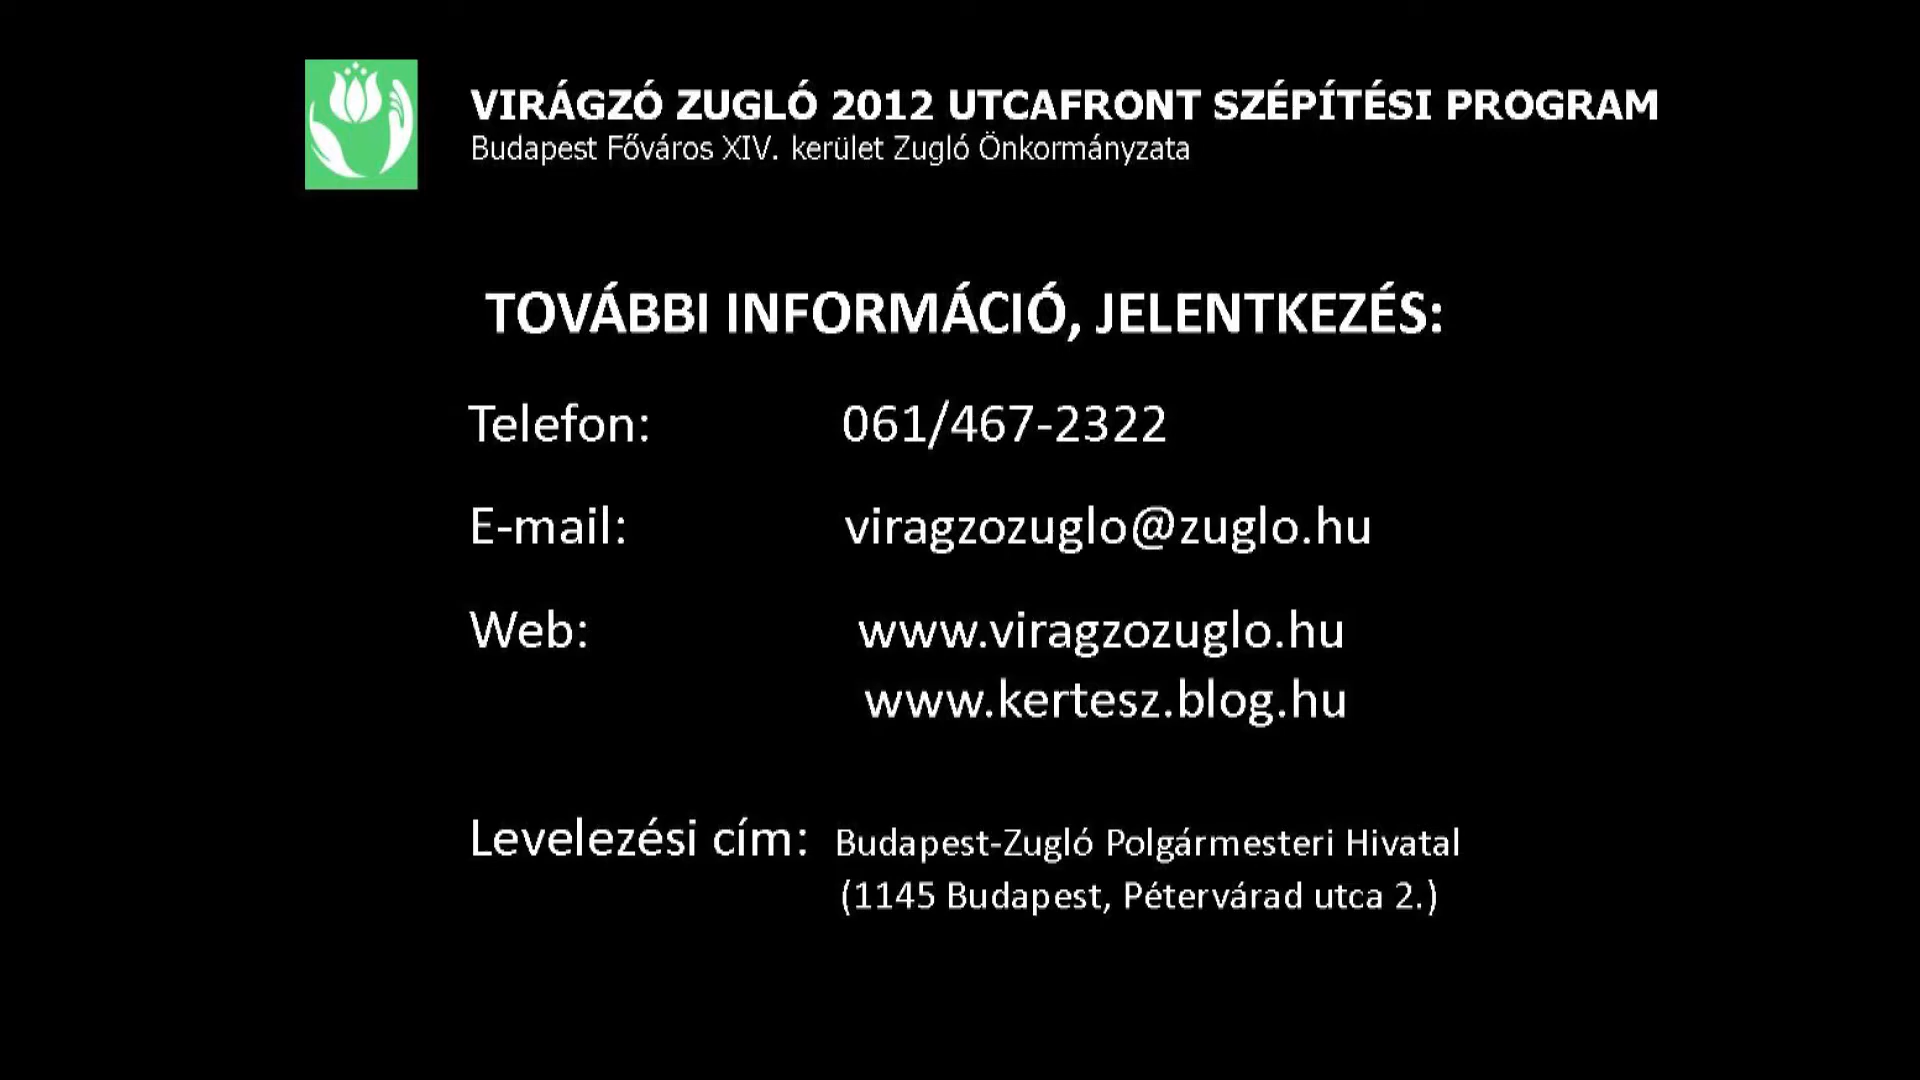 VIRÁGZÓ ZUGLÓ 2012 UTCAFRONT SZÉPÍTÉSI PROGRAM
Budapest Főváros XIV. kerület Zugló Önkormányzata
TOVÁBBI INFORMÁCIÓ, JELENTKEZÉS:
Telefon: 061/467-2322
E-mail: viragzozuglo@zuglo.hu
Web: www.viragzozuglo.hu
www.kertesz.blog.hu
Levelezési cím: Budapest-Zugló Polgármesteri Hivatal
(1145 Budapest, Pétervárad utca 2.)